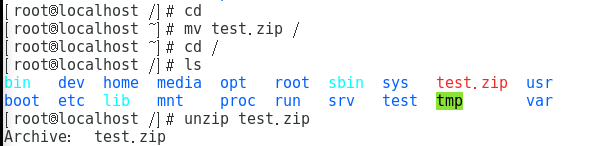 [root@localhost /]# cd
[root@localhost ~]# mv test.zip /
[root@localhost ~]# cd /
[root@localhost /]# ls
bin   dev  home  media  opt   root  sbin  sys   test.zip  usr
boot  etc  lib   mnt    proc  run   srv   test  tmp       var
[root@localhost /]# unzip test.zip
Archive:  test.zip